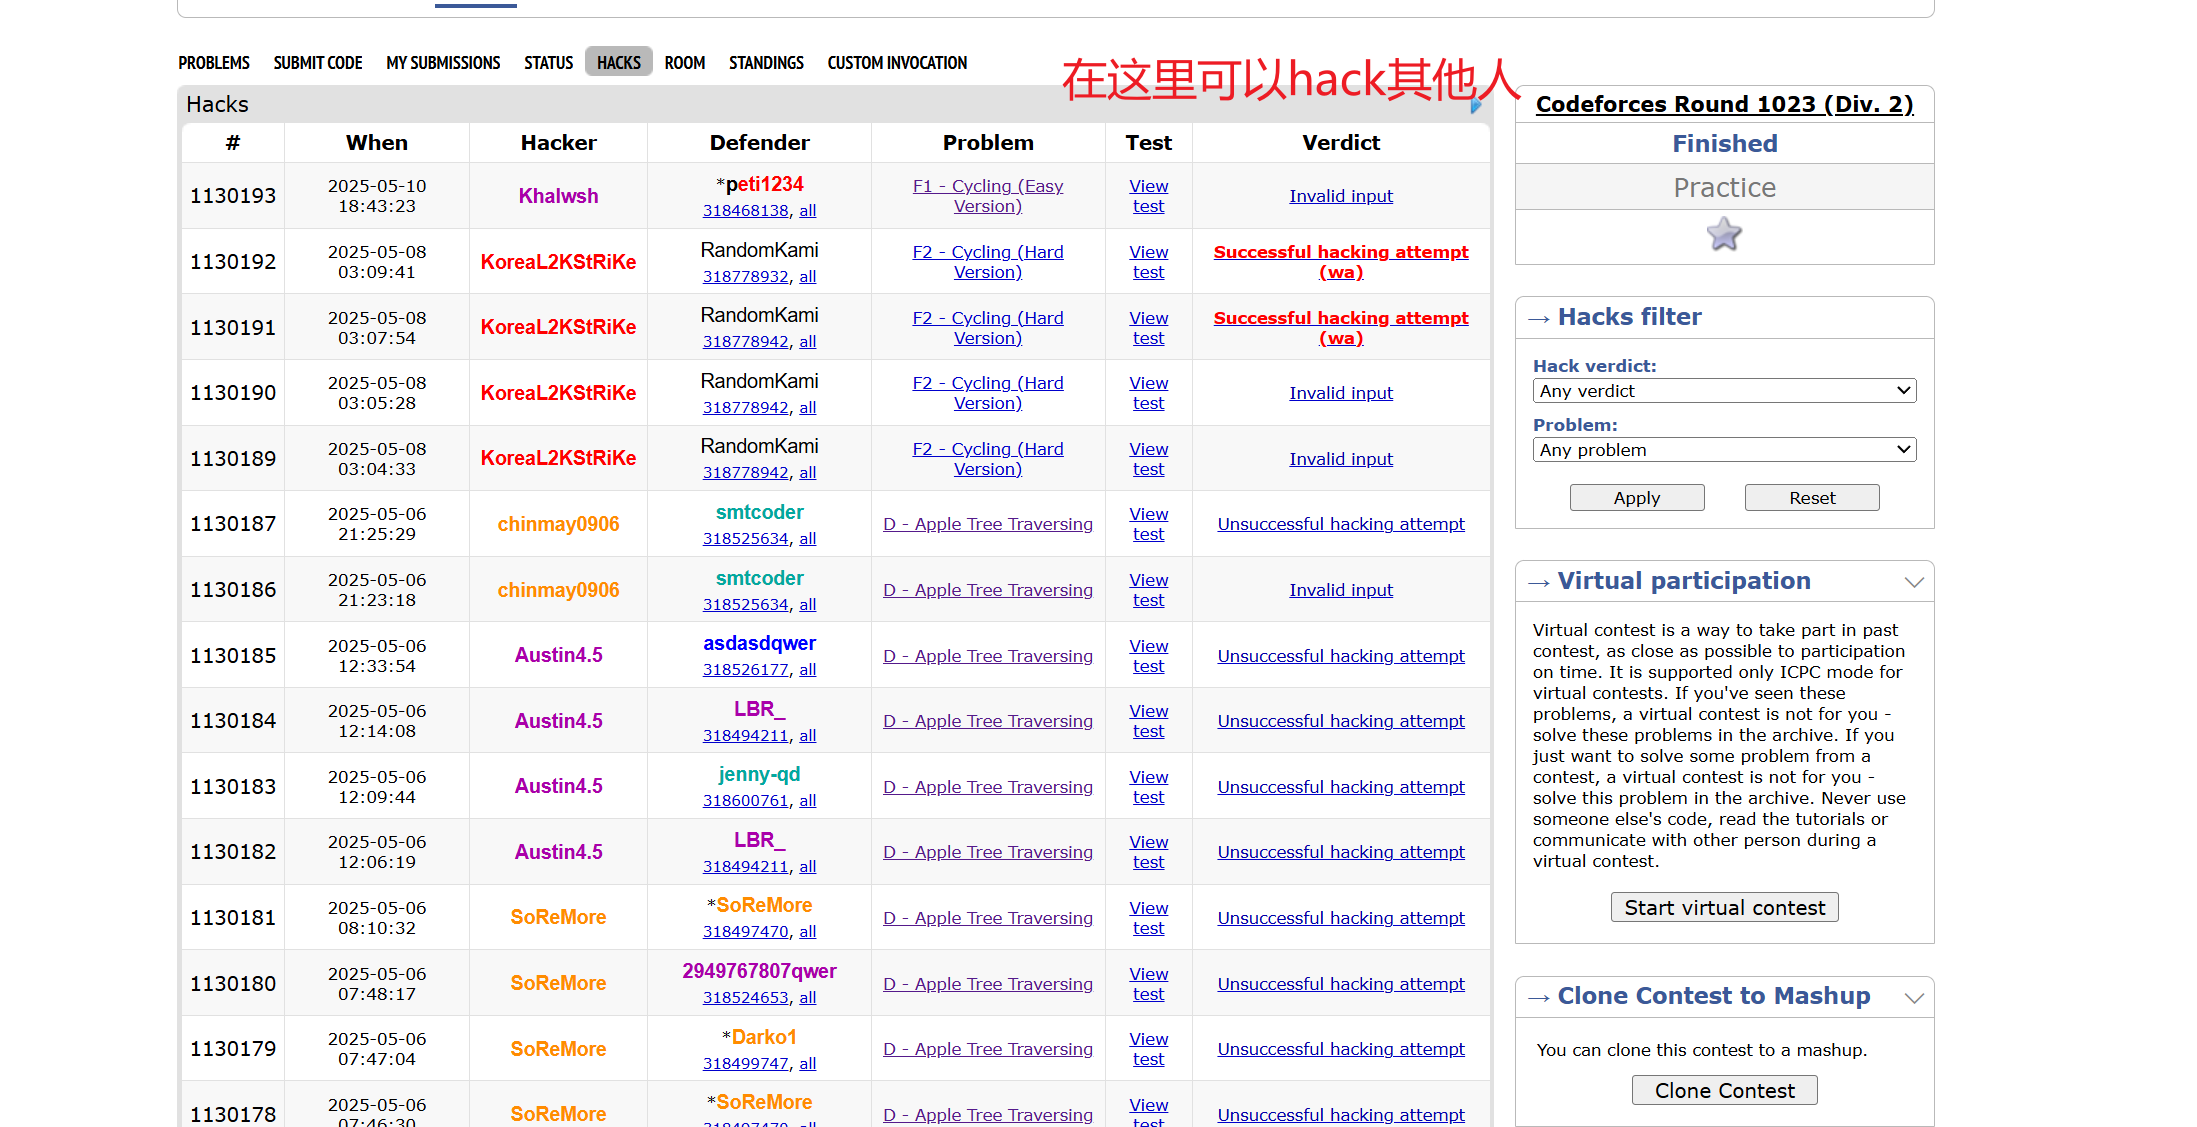 PROBLEMS SUBMIT CODE MY SUBMISSIONS STATUS HACKS ROOM STANDINGS CUSTOM INVOCATION
在这里可以hack其他人
Hacks
# When Hacker Defender Problem Test Verdict
1130193 2025-05-10 18:43:23 Khalwsh *peti1234 318468138, all F1 - Cycling (Easy Version) View test Invalid input
1130192 2025-05-08 03:09:41 KoreaL2KStRiKe RandomKami 318778932, all F2 - Cycling (Hard Version) View test Successful hacking attempt (wa)
1130191 2025-05-08 03:07:54 KoreaL2KStRiKe RandomKami 318778942, all F2 - Cycling (Hard Version) View test Successful hacking attempt (wa)
1130190 2025-05-08 03:05:28 KoreaL2KStRiKe RandomKami 318778942, all F2 - Cycling (Hard Version) View test Invalid input
1130189 2025-05-08 03:04:33 KoreaL2KStRiKe RandomKami 318778942, all F2 - Cycling (Hard Version) View test Invalid input
1130187 2025-05-06 21:25:29 chinmay0906 smtcoder 318525634, all D - Apple Tree Traversing View test Unsuccessful hacking attempt
1130186 2025-05-06 21:23:18 chinmay0906 smtcoder 318525634, all D - Apple Tree Traversing View test Invalid input
1130185 2025-05-06 12:33:54 Austin4.5 asdasdqwer 318526177, all D - Apple Tree Traversing View test Unsuccessful hacking attempt
1130184 2025-05-06 12:14:08 Austin4.5 LBR_ 318494211, all D - Apple Tree Traversing View test Unsuccessful hacking attempt
1130183 2025-05-06 12:09:44 Austin4.5 jenny-qd 318600761, all D - Apple Tree Traversing View test Unsuccessful hacking attempt
1130182 2025-05-06 12:06:19 Austin4.5 LBR_ 318494211, all D - Apple Tree Traversing View test Unsuccessful hacking attempt
1130181 2025-05-06 08:10:32 SoReMore *SoReMore 318497470, all D - Apple Tree Traversing View test Unsuccessful hacking attempt
1130180 2025-05-06 07:48:17 SoReMore 2949767807qwer 318524653, all D - Apple Tree Traversing View test Unsuccessful hacking attempt
1130179 2025-05-06 07:47:04 SoReMore *Darko1 318499747, all D - Apple Tree Traversing View test Unsuccessful hacking attempt
1130178 2025-05-06 07:46:30 SoReMore *SoReMore 318497470, all D - Apple Tree Traversing View test Unsuccessful hacking attempt
Codeforces Round 1023 (Div. 2)
Finished
Practice
→ Hacks filter
Hack verdict:
Any verdict
Problem:
Any problem
Apply Reset
→ Virtual participation
Virtual contest is a way to take part in past
contest, as close as possible to participation
on time. It is supported only ICPC mode for
virtual contests. If you've seen these
problems, a virtual contest is not for you -
solve these problems in the archive. If you
just want to solve some problem from a
contest, a virtual contest is not for you -
solve this problem in the archive. Never use
someone else's code, read the tutorials or
communicate with other person during a
virtual contest.
Start virtual contest
→ Clone Contest to Mashup
You can clone this contest to a mashup.
Clone Contest